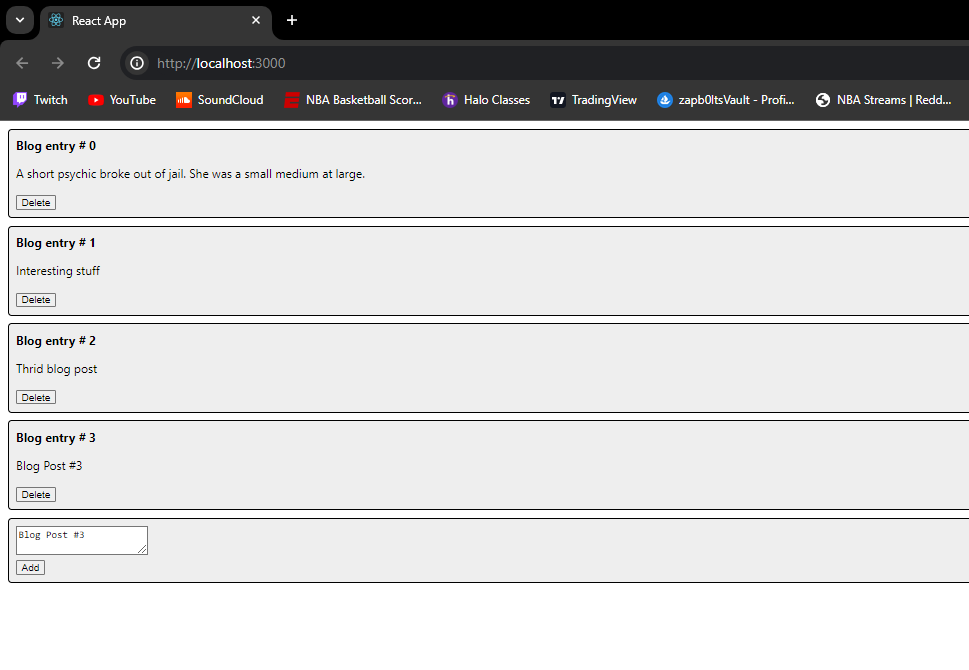 React App
http://localhost:3000
Twitch YouTube SoundCloud NBA Basketball Scor... Halo Classes TradingView zapb0ltsVault - Profi... NBA Streams | Redd...
Blog entry # 0
A short psychic broke out of jail. She was a small medium at large.
Delete
Blog entry # 1
Interesting stuff
Delete
Blog entry # 2
Thrid blog post
Delete
Blog entry # 3
Blog Post #3
Delete
Blog Post #3
Add